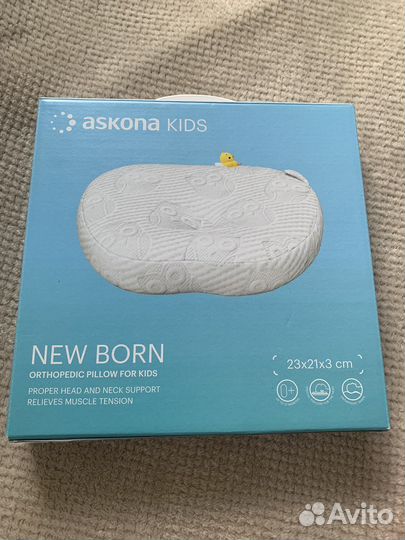 askona KIDS
NEW BORN
ORTHOPEDIC PILLOW FOR KIDS
PROPER HEAD AND NECK SUPPORT
RELIEVES MUSCLE TENSION
23x21x3 cm
0+
Avito